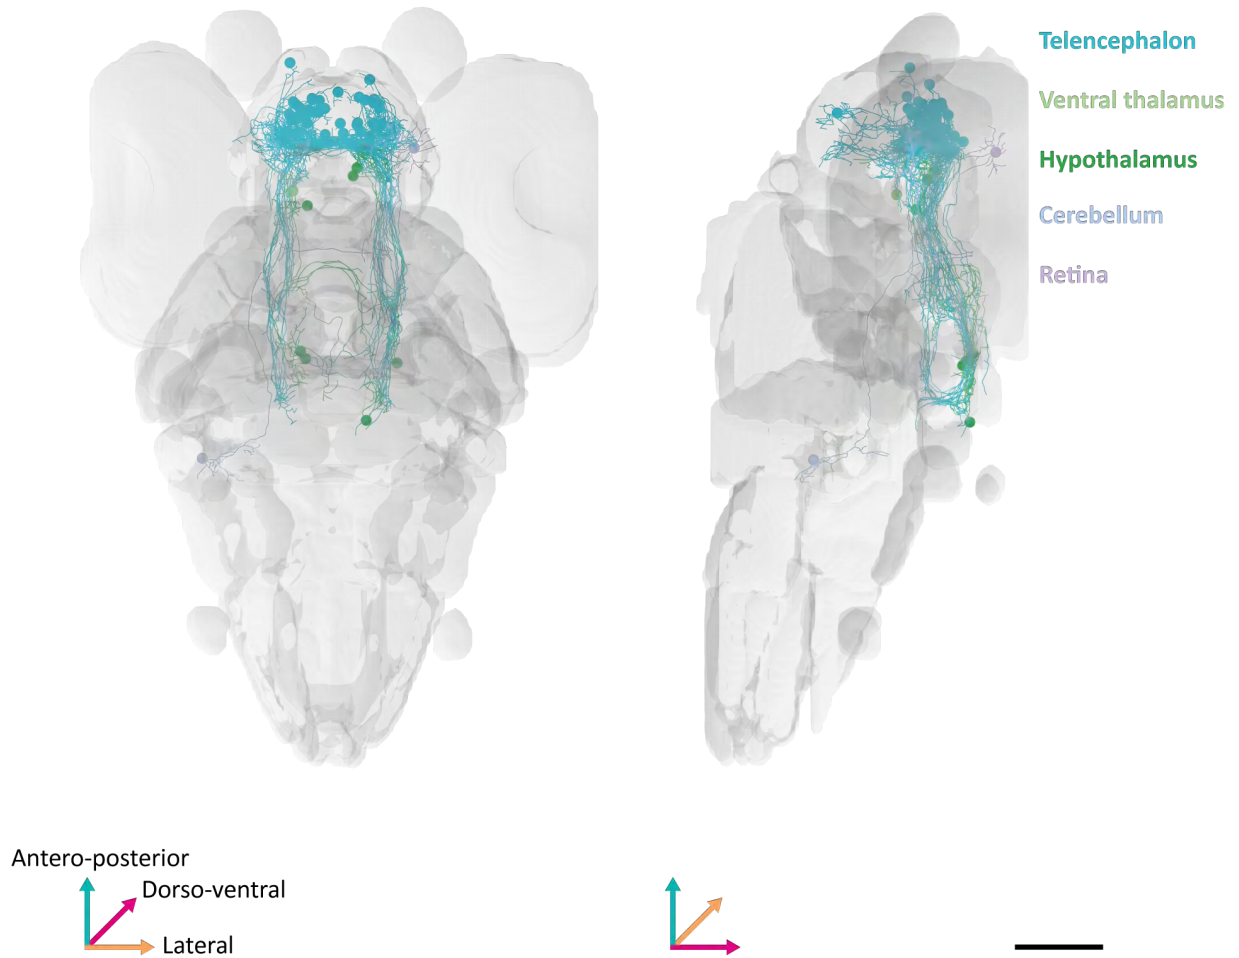 Telencephalon
Ventral thalamus
Hypothalamus
Cerebellum
Retina
Antero-posterior
Dorso-ventral
Lateral